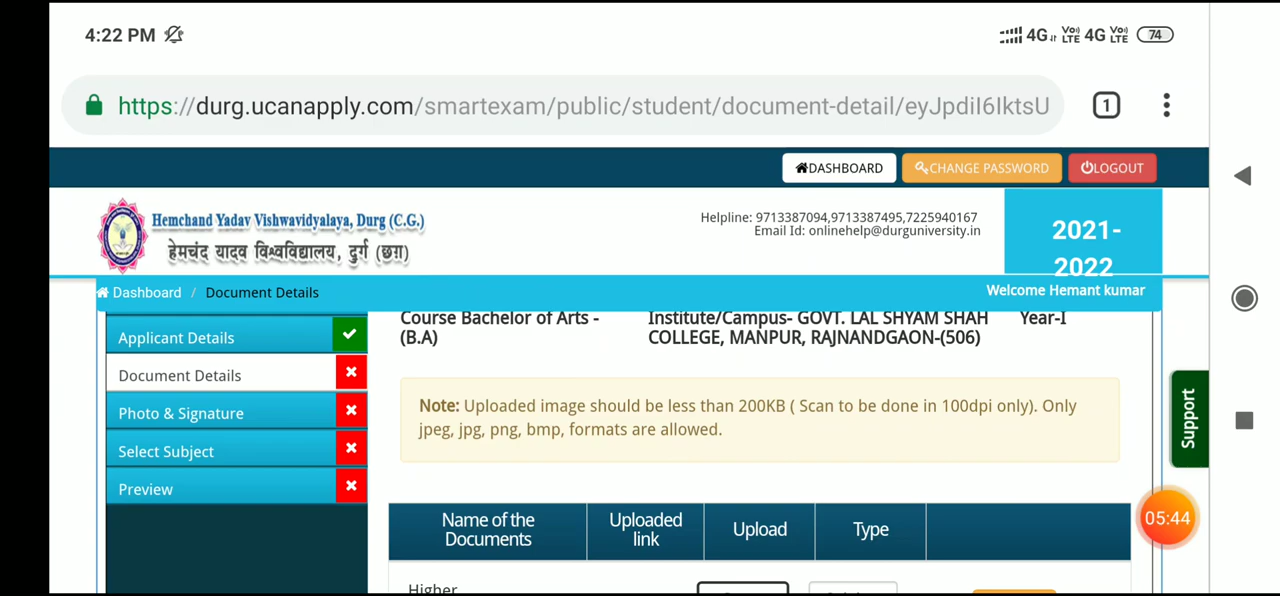 4:22 PM 4G VoLTE 4G VoLTE 74
https://durg.ucanapply.com/smartexam/public/student/document-detail/eyJpdiI6IktsU 1
DASHBOARD CHANGE PASSWORD LOGOUT
Hemchand Yadav Vishwavidyalaya, Durg (C.G.)
हेमचंद यादव विश्वविद्यालय, दुर्ग (छग)
Helpline: 9713387094,9713387495,7225940167
Email Id: onlinehelp@durguniversity.in
2021-
2022
Dashboard / Document Details
Welcome Hemant kumar
Applicant Details
Document Details
Photo & Signature
Select Subject
Preview
Course Bachelor of Arts -
(B.A)
Institute/Campus- GOVT. LAL SHYAM SHAH
COLLEGE, MANPUR, RAJNANDGAON-(506)
Year-I
Note: Uploaded image should be less than 200KB ( Scan to be done in 100dpi only). Only
jpeg, jpg, png, bmp, formats are allowed.
Support
05:44
Name of the
Documents
Uploaded
link
Upload
Type
Higher